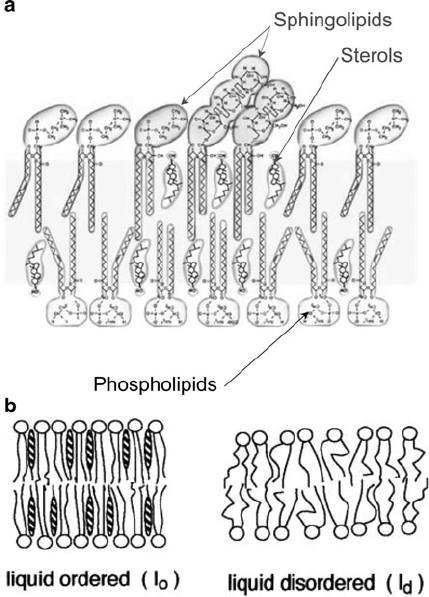 a
Sphingolipids
Sterols
Phospholipids
b
liquid ordered ( lo )
liquid disordered ( ld )